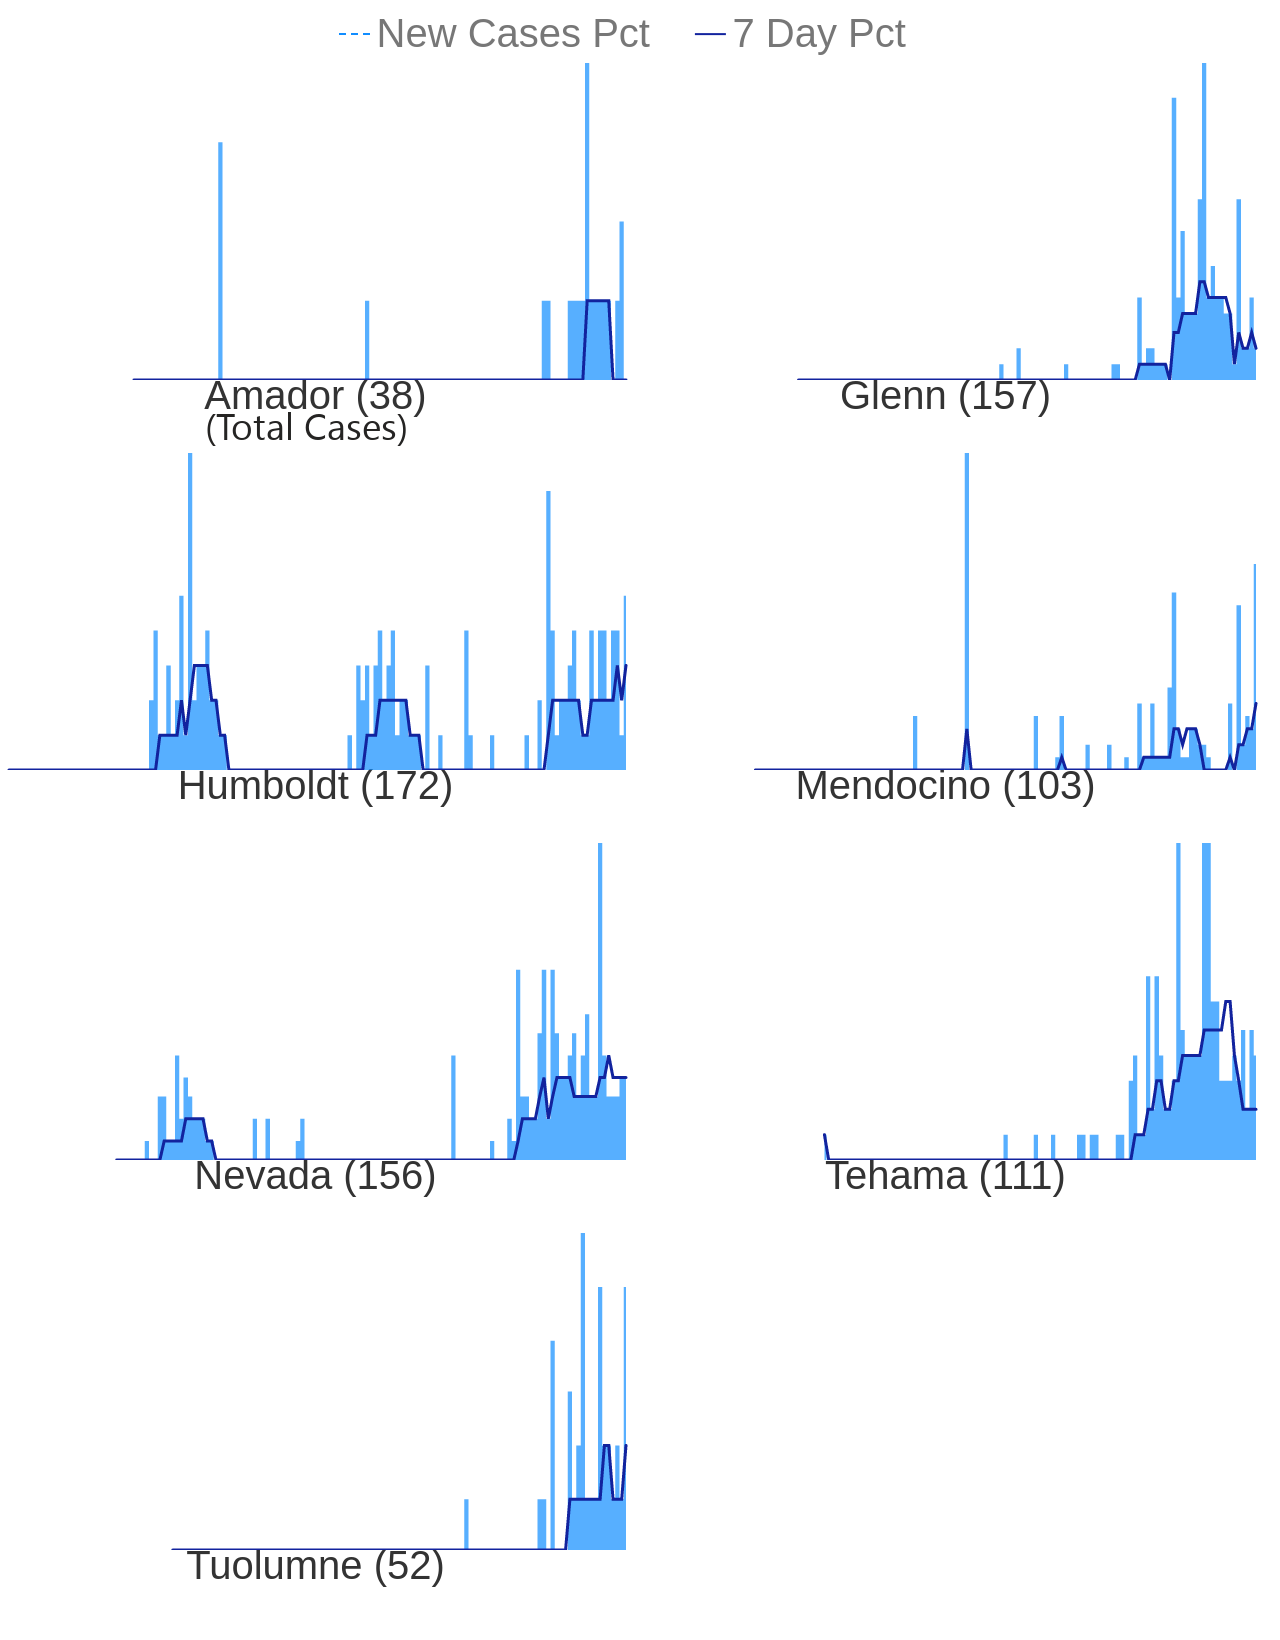 New Cases Pct 7 Day Pct
Amador (38)
(Total Cases)
Glenn (157)
Humboldt (172)
Mendocino (103)
Nevada (156)
Tehama (111)
Tuolumne (52)